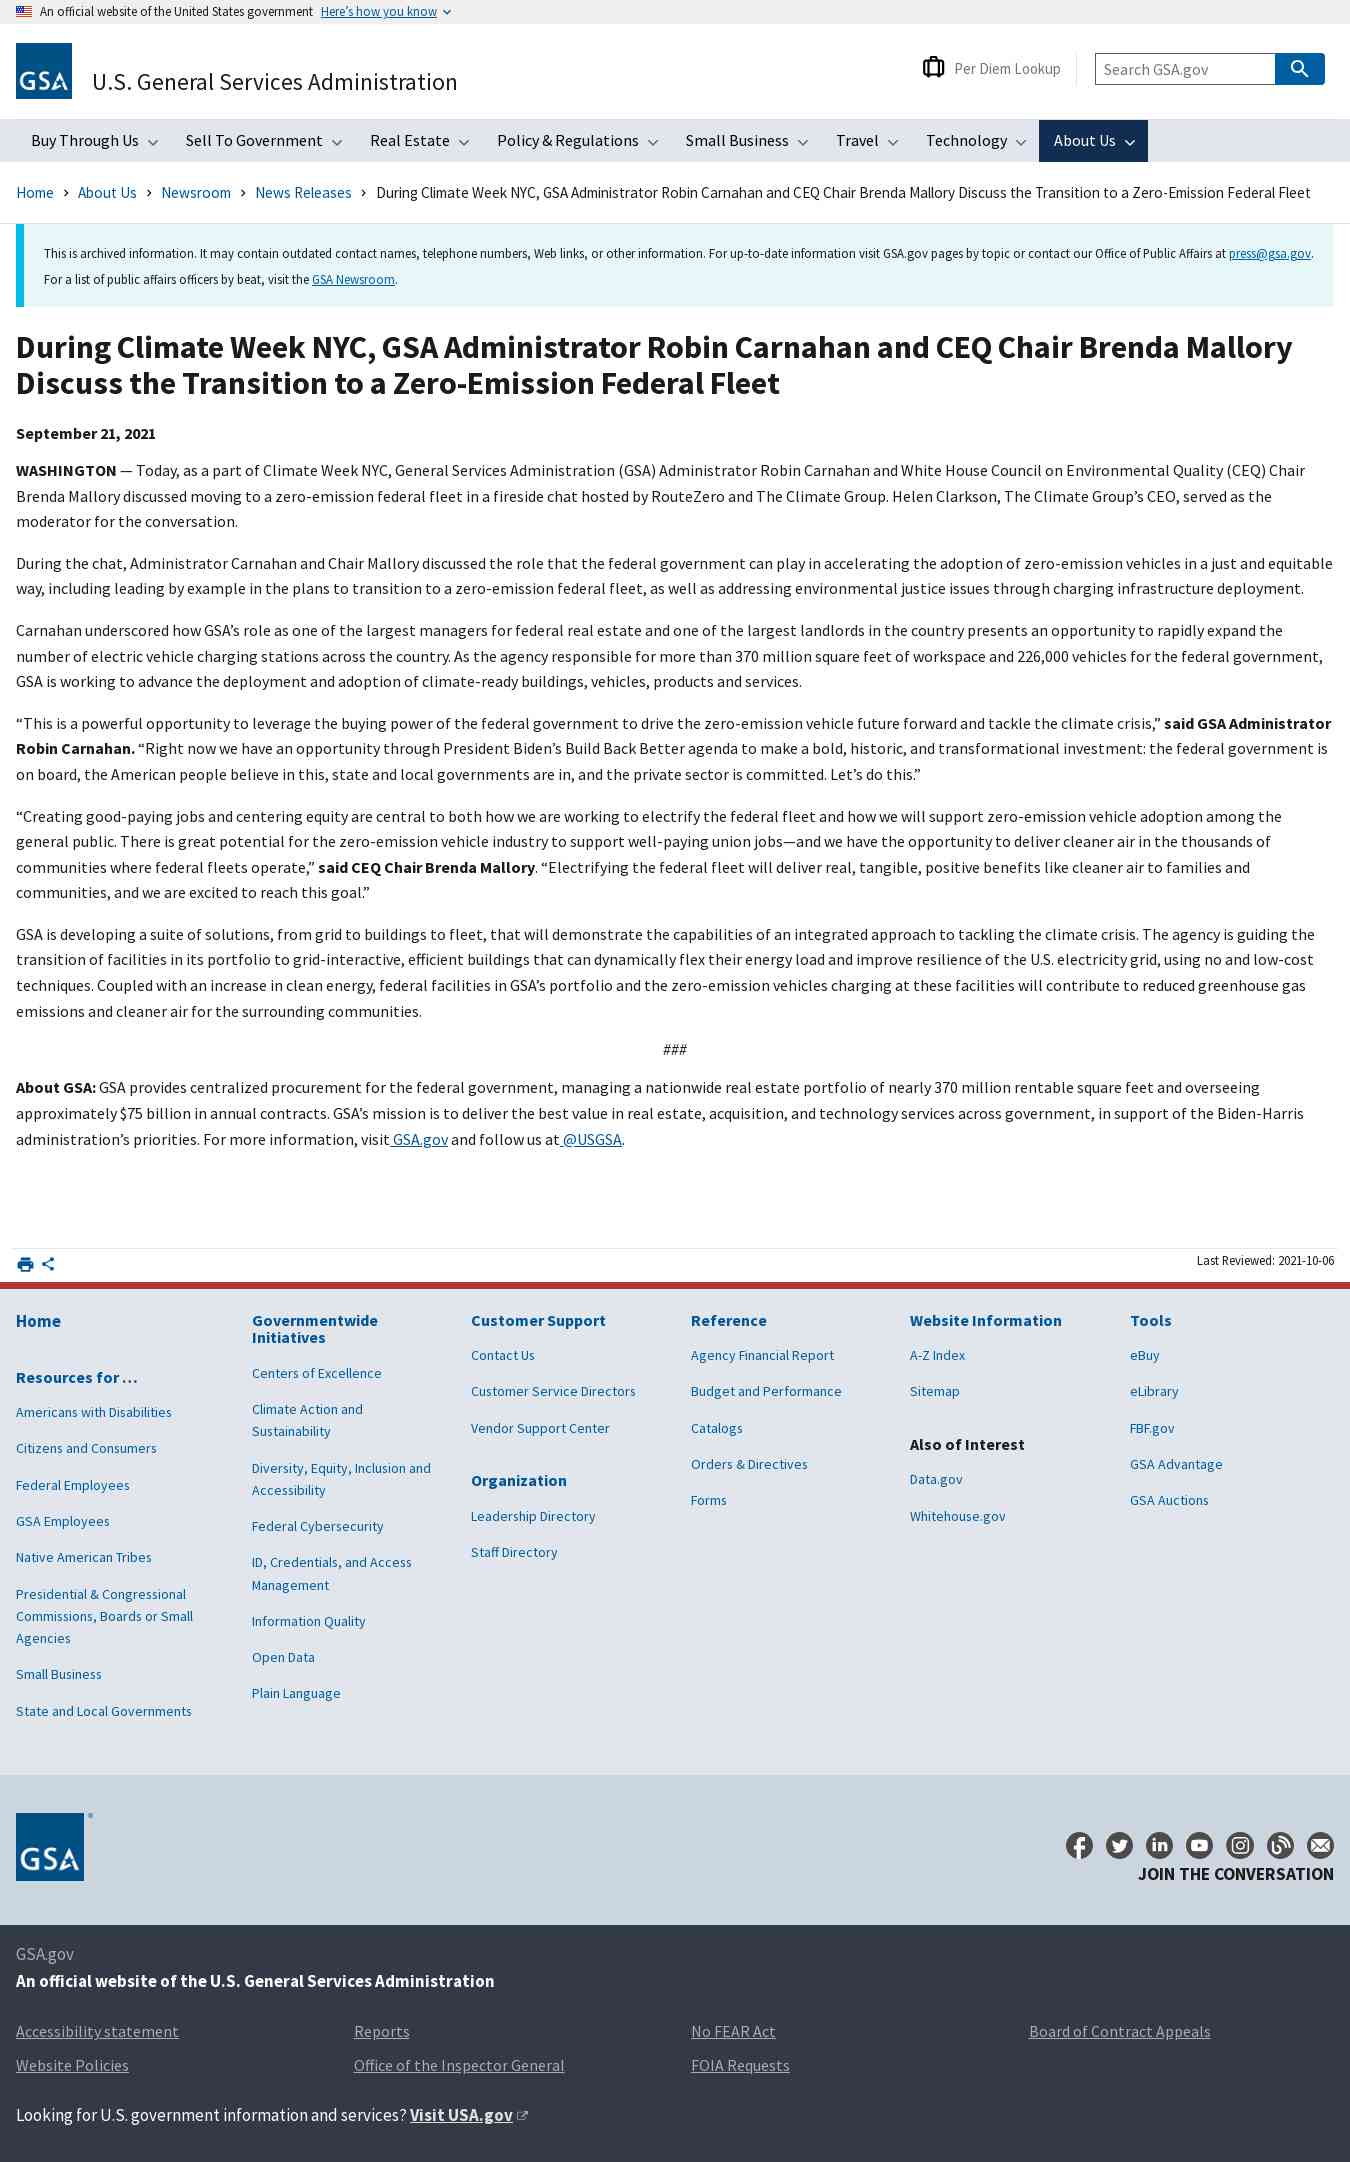 An official website of the United States government Here's how you know
GSA
U.S. General Services Administration
Per Diem Lookup
Search GSA.gov
Buy Through Us Sell To Government Real Estate Policy & Regulations Small Business Travel Technology About Us
Home > About Us > Newsroom > News Releases > During Climate Week NYC, GSA Administrator Robin Carnahan and CEQ Chair Brenda Mallory Discuss the Transition to a Zero-Emission Federal Fleet
This is archived information. It may contain outdated contact names, telephone numbers, Web links, or other information. For up-to-date information visit GSA.gov pages by topic or contact our Office of Public Affairs at press@gsa.gov.
For a list of public affairs officers by beat, visit the GSA Newsroom.
During Climate Week NYC, GSA Administrator Robin Carnahan and CEQ Chair Brenda Mallory
Discuss the Transition to a Zero-Emission Federal Fleet
September 21, 2021
WASHINGTON — Today, as a part of Climate Week NYC, General Services Administration (GSA) Administrator Robin Carnahan and White House Council on Environmental Quality (CEQ) Chair
Brenda Mallory discussed moving to a zero-emission federal fleet in a fireside chat hosted by RouteZero and The Climate Group. Helen Clarkson, The Climate Group’s CEO, served as the
moderator for the conversation.
During the chat, Administrator Carnahan and Chair Mallory discussed the role that the federal government can play in accelerating the adoption of zero-emission vehicles in a just and equitable
way, including leading by example in the plans to transition to a zero-emission federal fleet, as well as addressing environmental justice issues through charging infrastructure deployment.
Carnahan underscored how GSA’s role as one of the largest managers for federal real estate and one of the largest landlords in the country presents an opportunity to rapidly expand the
number of electric vehicle charging stations across the country. As the agency responsible for more than 370 million square feet of workspace and 226,000 vehicles for the federal government,
GSA is working to advance the deployment and adoption of climate-ready buildings, vehicles, products and services.
“This is a powerful opportunity to leverage the buying power of the federal government to drive the zero-emission vehicle future forward and tackle the climate crisis,” said GSA Administrator
Robin Carnahan. “Right now we have an opportunity through President Biden’s Build Back Better agenda to make a bold, historic, and transformational investment: the federal government is
on board, the American people believe in this, state and local governments are in, and the private sector is committed. Let’s do this.”
“Creating good-paying jobs and centering equity are central to both how we are working to electrify the federal fleet and how we will support zero-emission vehicle adoption among the
general public. There is great potential for the zero-emission vehicle industry to support well-paying union jobs—and we have the opportunity to deliver cleaner air in the thousands of
communities where federal fleets operate,” said CEQ Chair Brenda Mallory. “Electrifying the federal fleet will deliver real, tangible, positive benefits like cleaner air to families and
communities, and we are excited to reach this goal.”
GSA is developing a suite of solutions, from grid to buildings to fleet, that will demonstrate the capabilities of an integrated approach to tackling the climate crisis. The agency is guiding the
transition of facilities in its portfolio to grid-interactive, efficient buildings that can dynamically flex their energy load and improve resilience of the U.S. electricity grid, using no and low-cost
techniques. Coupled with an increase in clean energy, federal facilities in GSA’s portfolio and the zero-emission vehicles charging at these facilities will contribute to reduced greenhouse gas
emissions and cleaner air for the surrounding communities.
###
About GSA: GSA provides centralized procurement for the federal government, managing a nationwide real estate portfolio of nearly 370 million rentable square feet and overseeing
approximately $75 billion in annual contracts. GSA’s mission is to deliver the best value in real estate, acquisition, and technology services across government, in support of the Biden-Harris
administration’s priorities. For more information, visit GSA.gov and follow us at @USGSA.
Last Reviewed: 2021-10-06
Home
Resources for …
Americans with Disabilities
Citizens and Consumers
Federal Employees
GSA Employees
Native American Tribes
Presidential & Congressional
Commissions, Boards or Small
Agencies
Small Business
State and Local Governments
Governmentwide
Initiatives
Centers of Excellence
Climate Action and
Sustainability
Diversity, Equity, Inclusion and
Accessibility
Federal Cybersecurity
ID, Credentials, and Access
Management
Information Quality
Open Data
Plain Language
Customer Support
Contact Us
Customer Service Directors
Vendor Support Center
Organization
Leadership Directory
Staff Directory
Reference
Agency Financial Report
Budget and Performance
Catalogs
Orders & Directives
Forms
Website Information
A-Z Index
Sitemap
Also of Interest
Data.gov
Whitehouse.gov
Tools
eBuy
eLibrary
FBF.gov
GSA Advantage
GSA Auctions
GSA
JOIN THE CONVERSATION
GSA.gov
An official website of the U.S. General Services Administration
Accessibility statement Reports No FEAR Act Board of Contract Appeals
Website Policies Office of the Inspector General FOIA Requests
Looking for U.S. government information and services? Visit USA.gov